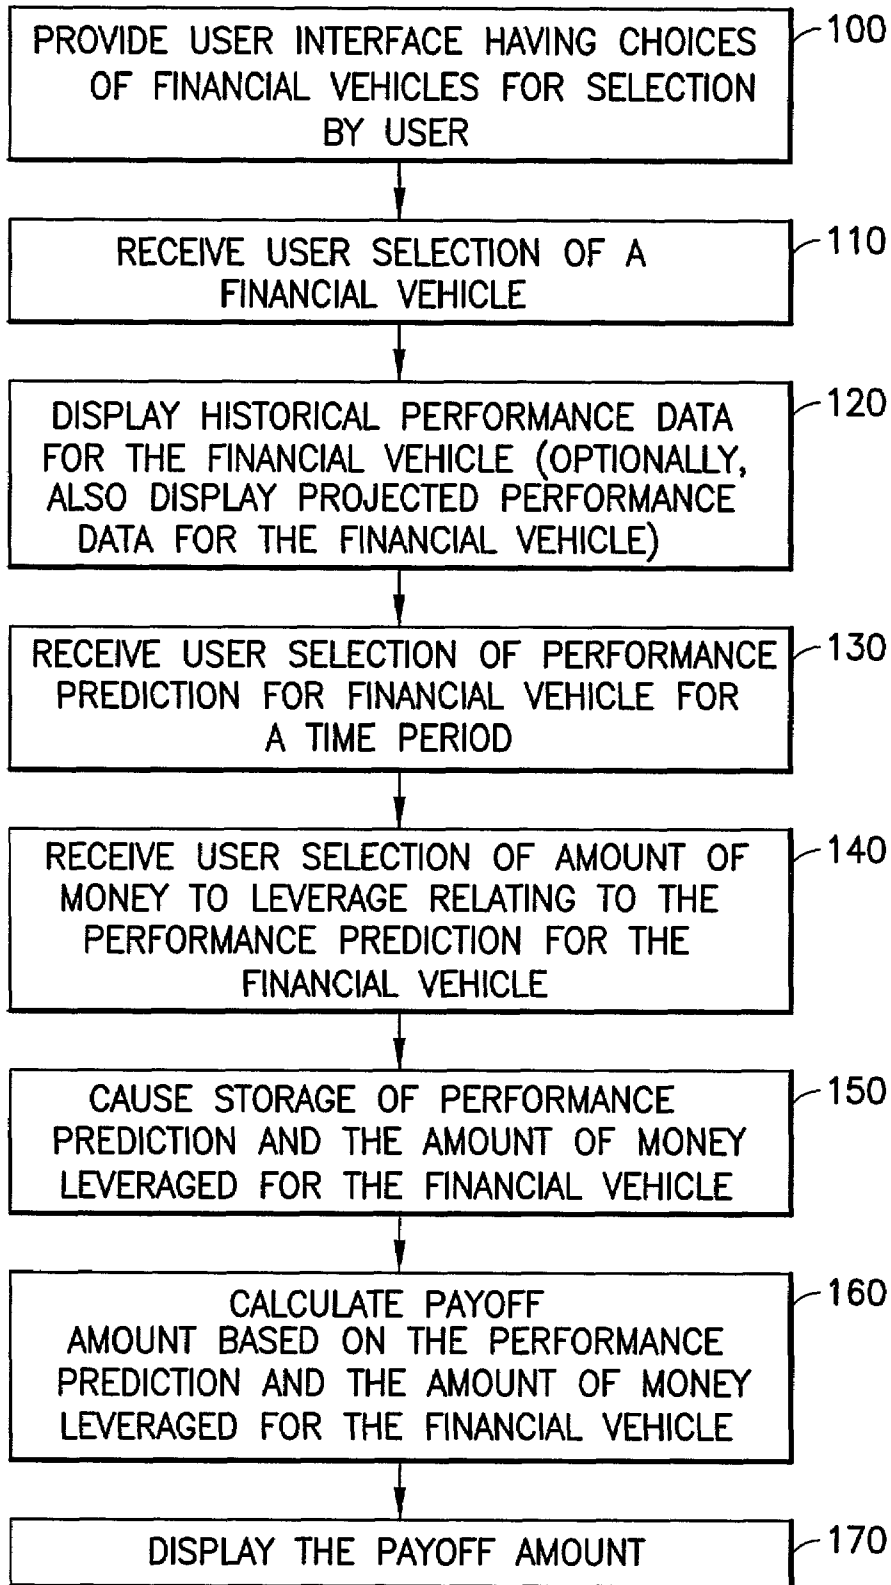 PROVIDE USER INTERFACE HAVING CHOICES
OF FINANCIAL VEHICLES FOR SELECTION
BY USER
100
RECEIVE USER SELECTION OF A
FINANCIAL VEHICLE
110
DISPLAY HISTORICAL PERFORMANCE DATA
FOR THE FINANCIAL VEHICLE (OPTIONALLY,
ALSO DISPLAY PROJECTED PERFORMANCE
DATA FOR THE FINANCIAL VEHICLE)
120
RECEIVE USER SELECTION OF PERFORMANCE
PREDICTION FOR FINANCIAL VEHICLE FOR
A TIME PERIOD
130
RECEIVE USER SELECTION OF AMOUNT OF
MONEY TO LEVERAGE RELATING TO THE
PERFORMANCE PREDICTION FOR THE
FINANCIAL VEHICLE
140
CAUSE STORAGE OF PERFORMANCE
PREDICTION AND THE AMOUNT OF MONEY
LEVERAGED FOR THE FINANCIAL VEHICLE
150
CALCULATE PAYOFF
AMOUNT BASED ON THE PERFORMANCE
PREDICTION AND THE AMOUNT OF MONEY
LEVERAGED FOR THE FINANCIAL VEHICLE
160
DISPLAY THE PAYOFF AMOUNT
170